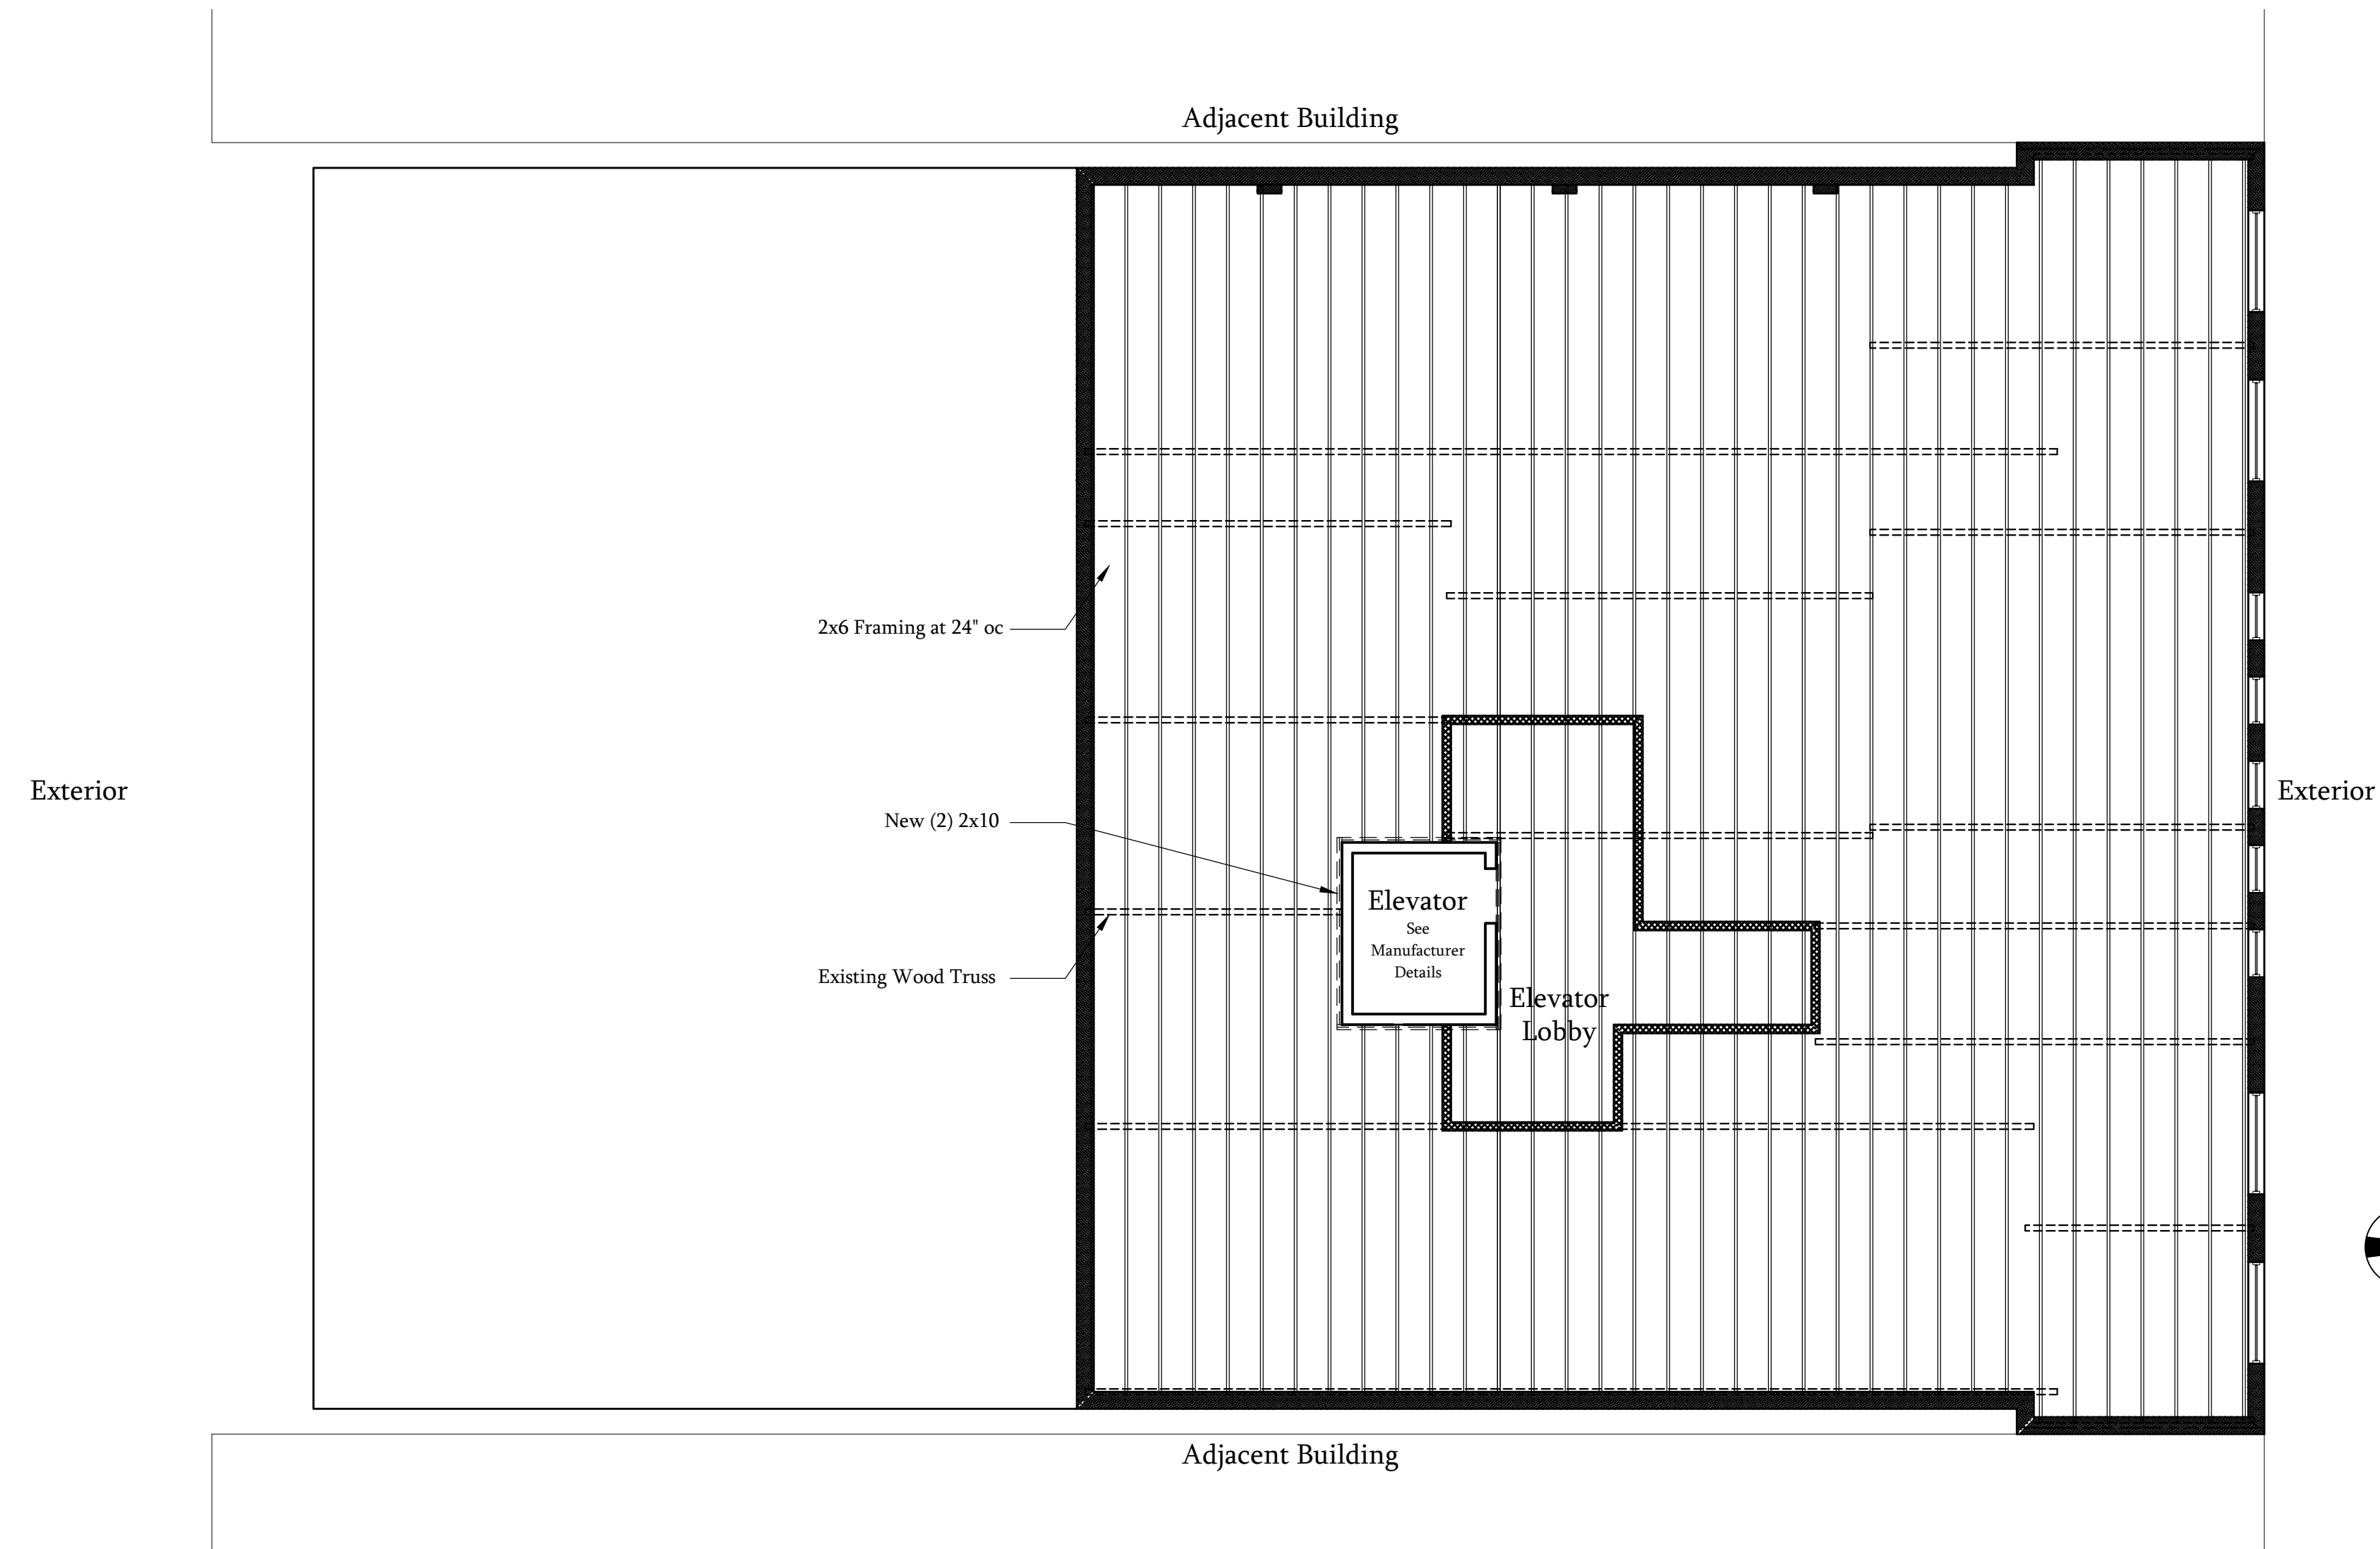 Adjacent Building
2x6 Framing at 24" oc
Exterior
Exterior
New (2) 2x10
Elevator
See
Manufacturer
Details
Existing Wood Truss
Elevator
Lobby
Adjacent Building